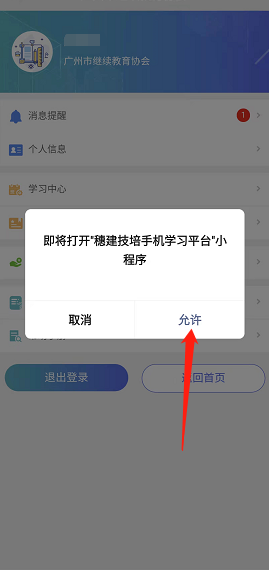 广州市继续教育协会
消息提醒
1
个人信息
学习中心
即将打开"穗建技培手机学习平台"小
程序
取消
允许
退出登录
返回首页